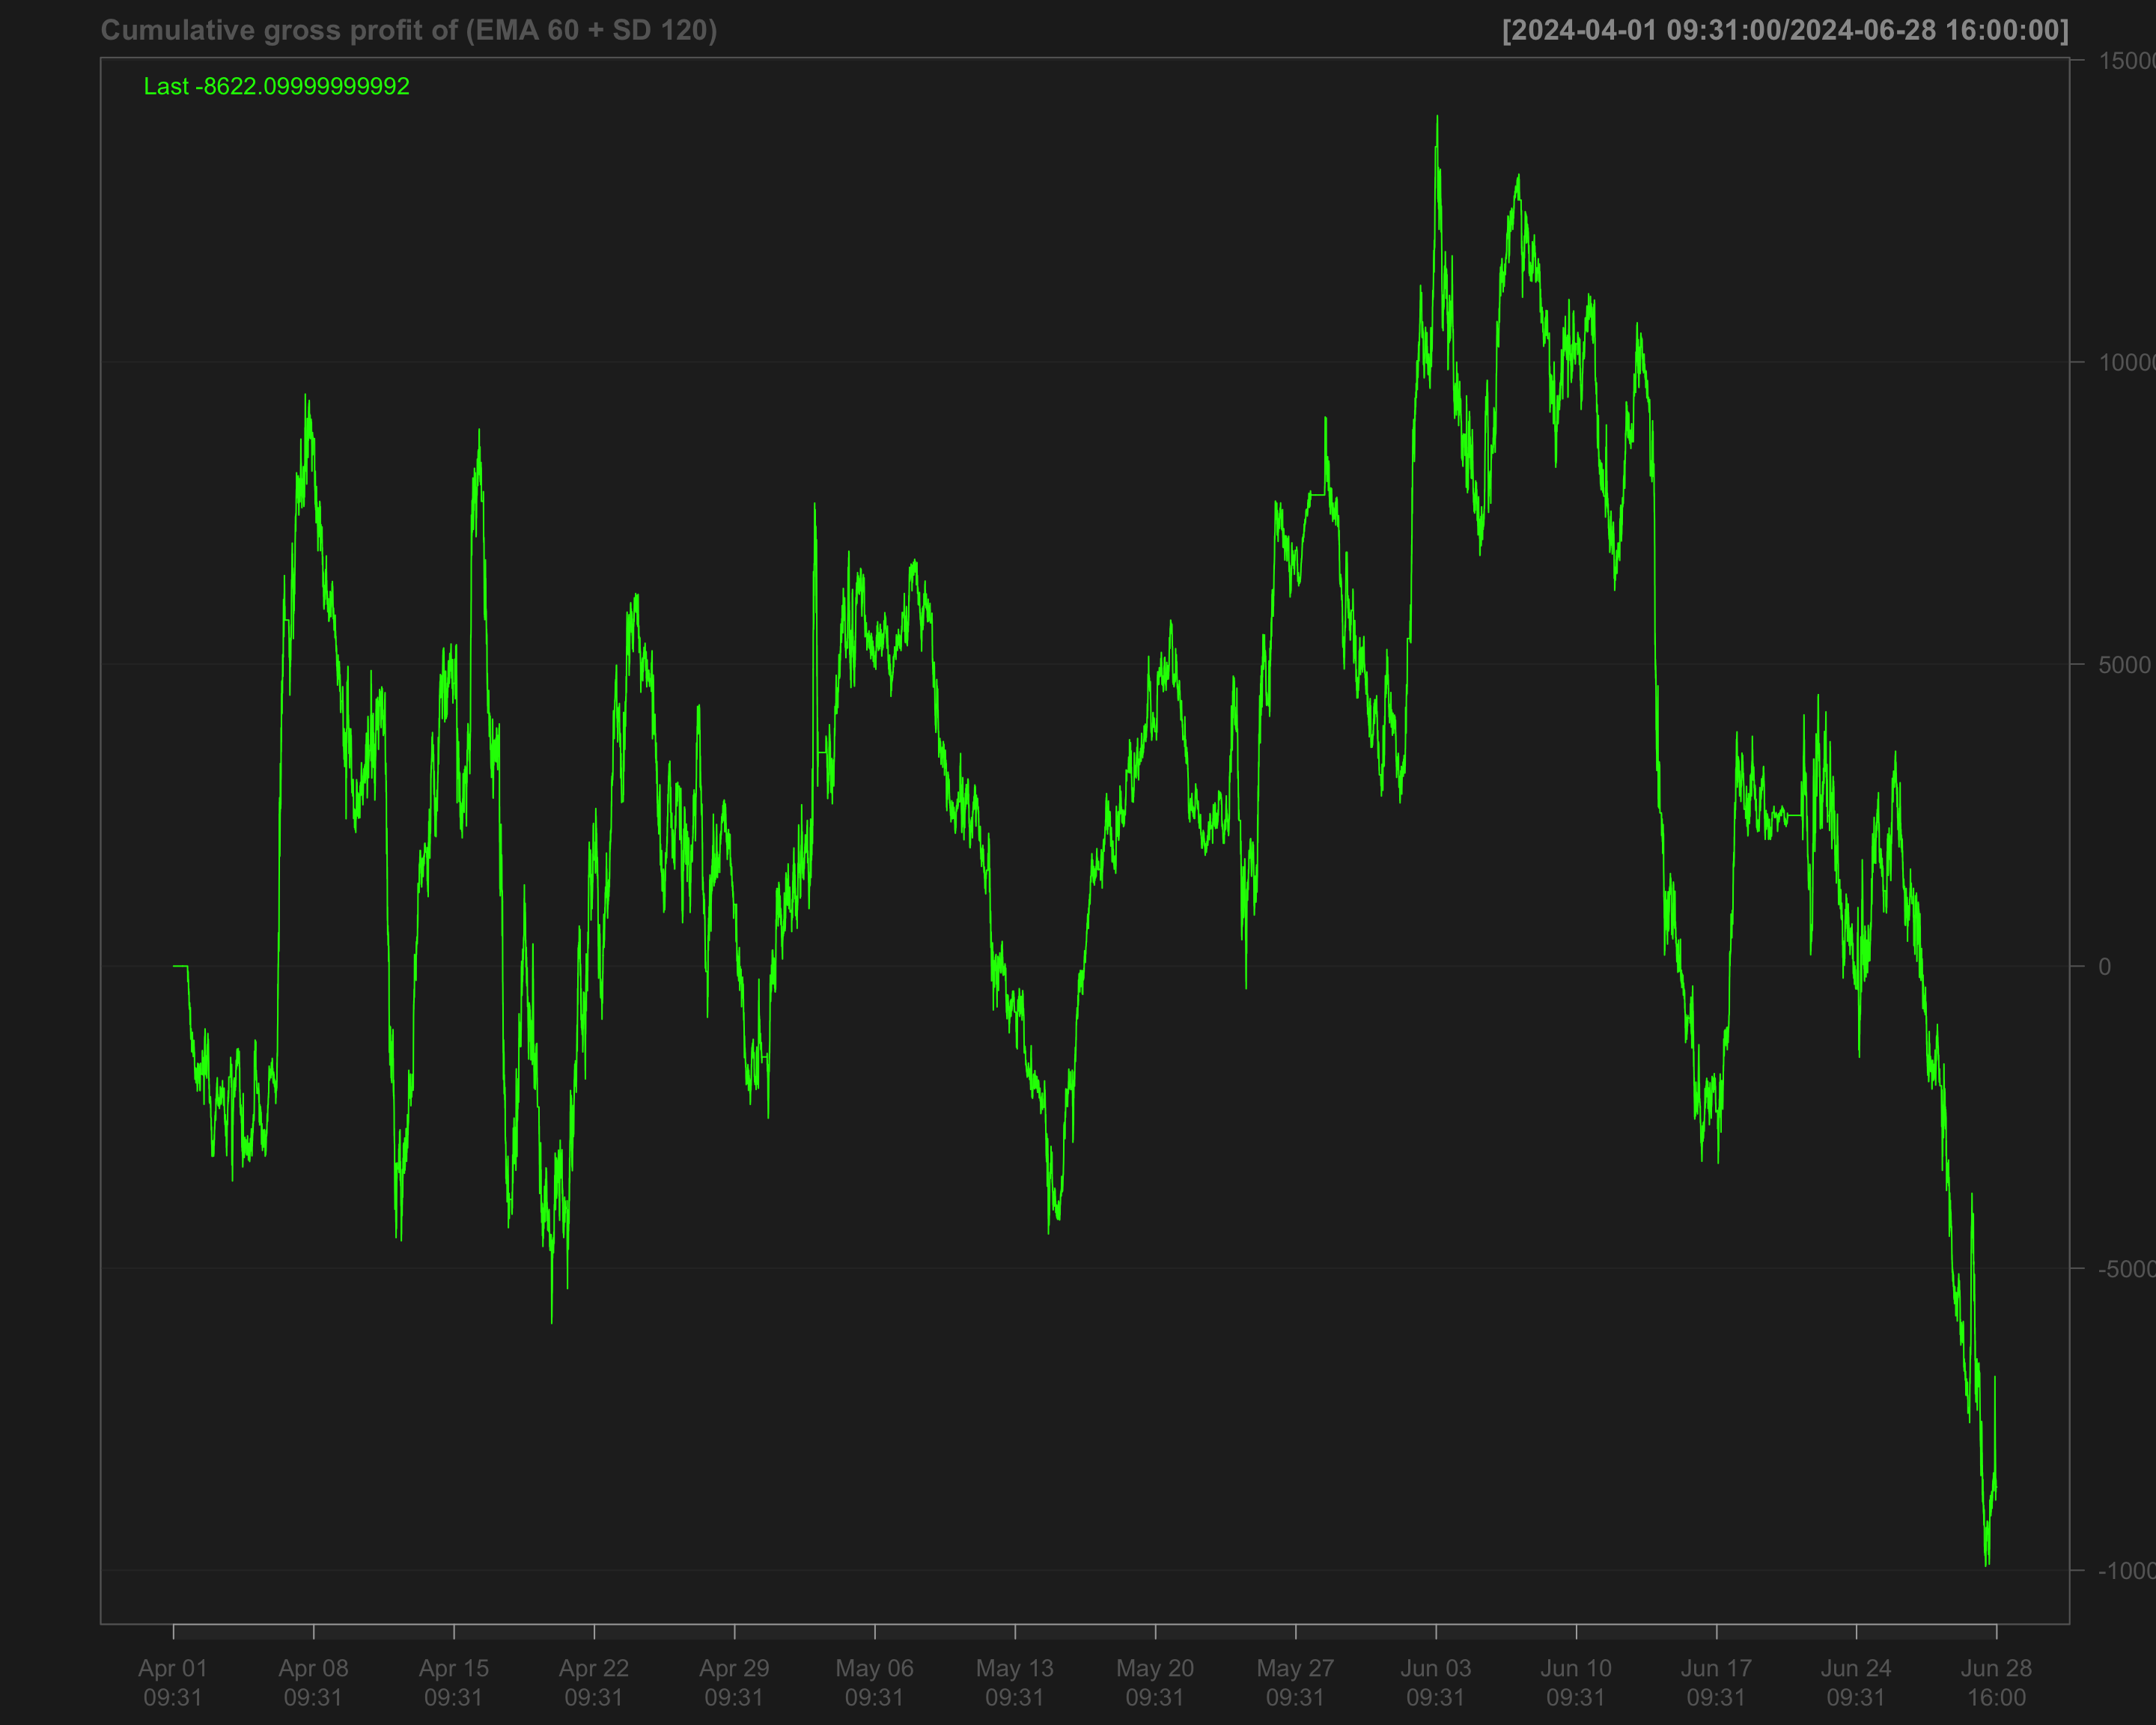 Cumulative gross profit of (EMA 60 + SD 120) [2024-04-01 09:31:00/2024-06-28 16:00:00]
Last -8622.09999999992
1500
1000
5000
0
-5000
-1000
Apr 01 Apr 08 Apr 15 Apr 22 Apr 29 May 06 May 13 May 20 May 27 Jun 03 Jun 10 Jun 17 Jun 24 Jun 28
09:31 09:31 09:31 09:31 09:31 09:31 09:31 09:31 09:31 09:31 09:31 09:31 09:31 16:00